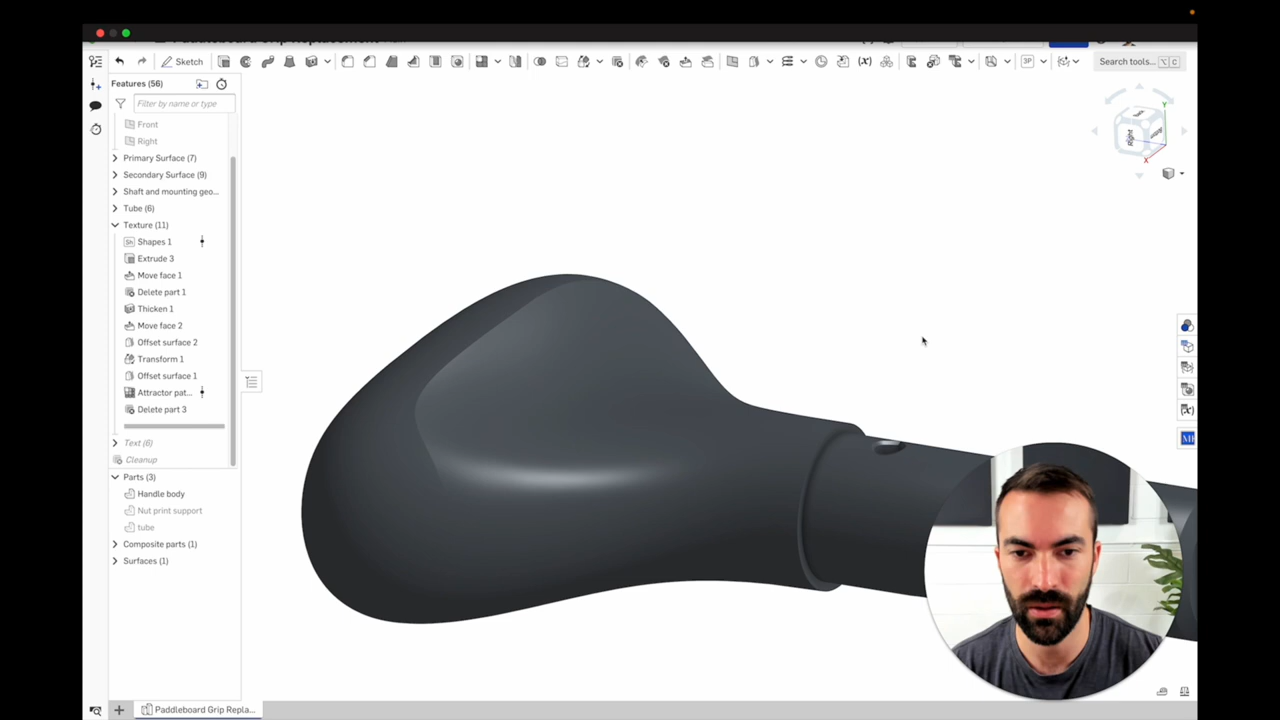 Sketch
3P
Search tools...
C
Features (56)
Filter by name or type
Front
Right
Primary Surface (7)
Secondary Surface (9)
Shaft and mounting geo...
Tube (6)
Texture (11)
Sh
Shapes 1
Extrude 3
Move face 1
Delete part 1
Thicken 1
Move face 2
Offset surface 2
Transform 1
Offset surface 1
Attractor pat...
Delete part 3
Text (6)
Cleanup
Parts (3)
Handle body
Nut print support
tube
Composite parts (1)
Surfaces (1)
Y
Right
X
(x)
(x)
Paddleboard Grip Repla...